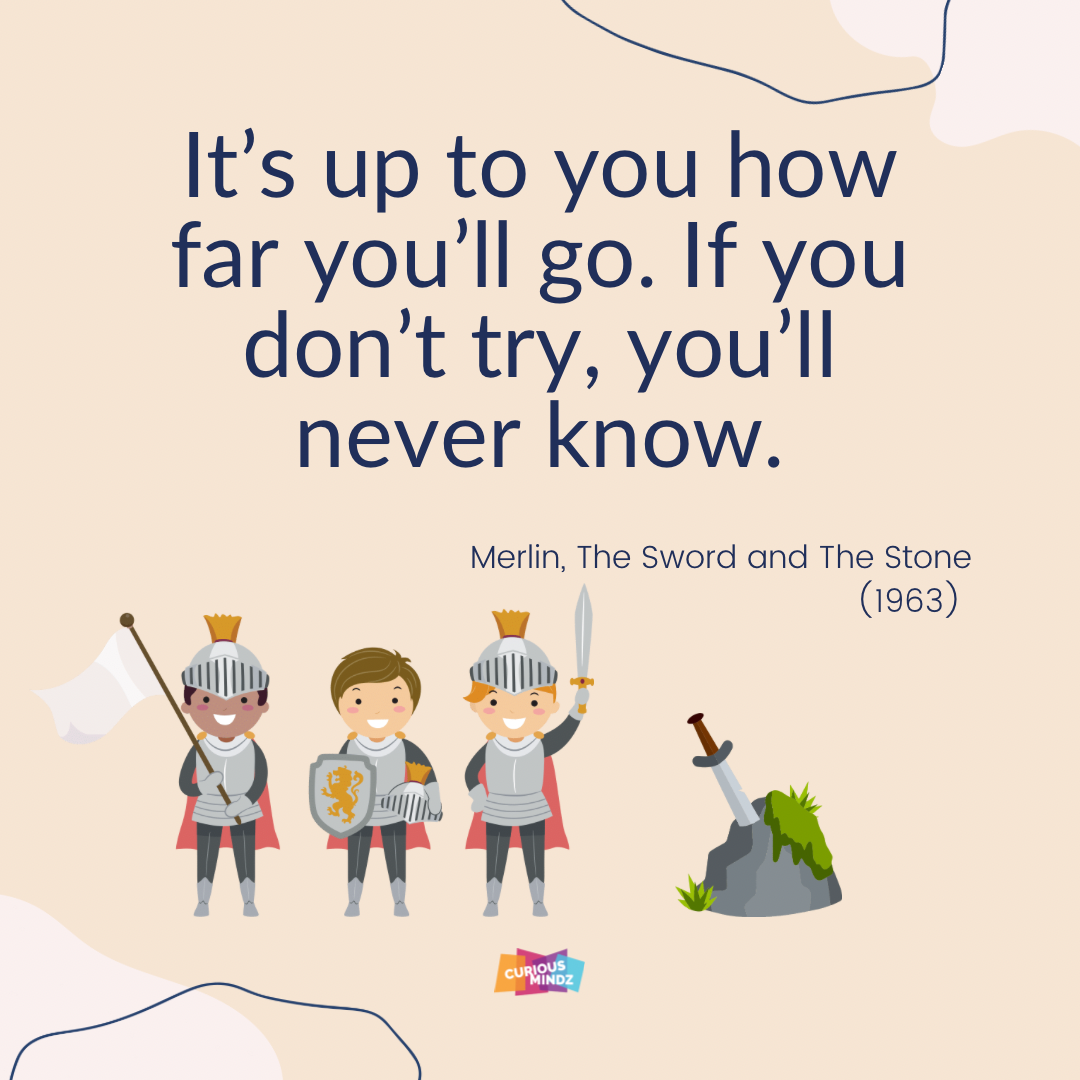 It’s up to you how
far you’ll go. If you
don’t try, you’ll
never know.
Merlin, The Sword and The Stone
(1963)
CURIOUS
MINDZ